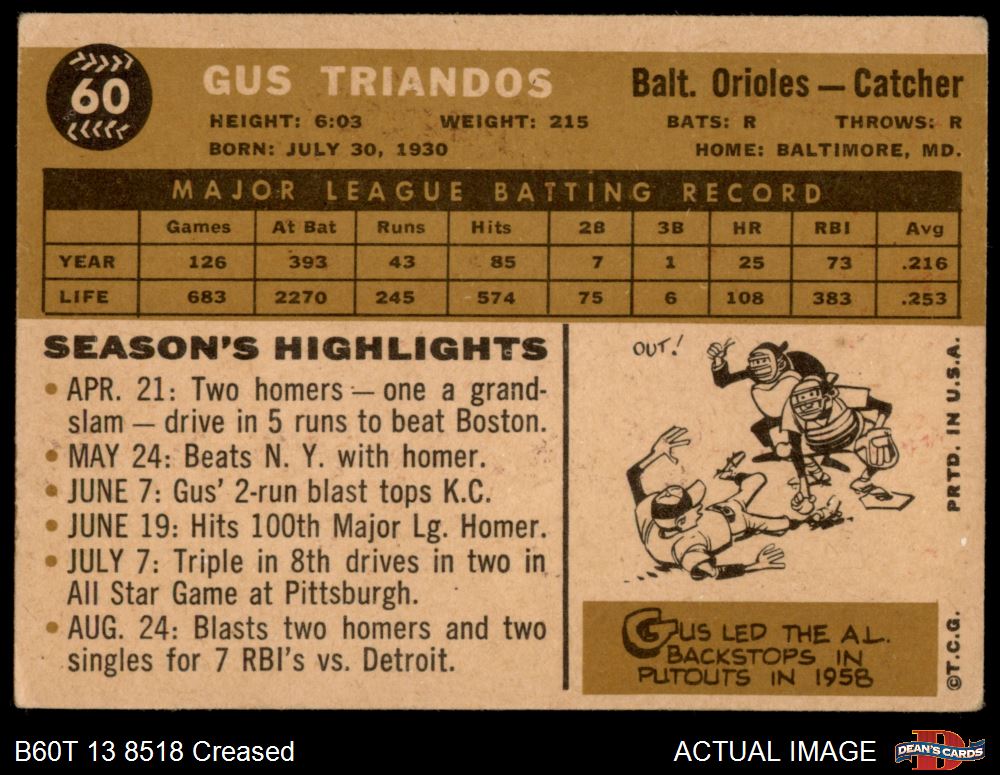 60
GUS TRIANDOS
Balt. Orioles — Catcher
HEIGHT: 6:03 WEIGHT: 215 BATS: R THROWS: R
BORN: JULY 30, 1930 HOME: BALTIMORE, MD.
MAJOR LEAGUE BATTING RECORD
Games At Bat Runs Hits 2B 3B HR RBI Avg
YEAR 126 393 43 85 7 1 25 73 .216
LIFE 683 2270 245 574 75 6 108 383 .253
SEASON'S HIGHLIGHTS
• APR. 21: Two homers — one a grand-
slam — drive in 5 runs to beat Boston.
• MAY 24: Beats N. Y. with homer.
• JUNE 7: Gus' 2-run blast tops K.C.
• JUNE 19: Hits 100th Major Lg. Homer.
• JULY 7: Triple in 8th drives in two in
All Star Game at Pittsburgh.
• AUG. 24: Blasts two homers and two
singles for 7 RBI's vs. Detroit.
OUT!
GUS LED THE A.L.
BACKSTOPS IN
PUTOUTS IN 1958
©T.C.G. PRTD. IN U.S.A.
B60T 13 8518 Creased
ACTUAL IMAGE
D
DEAN'S CARDS